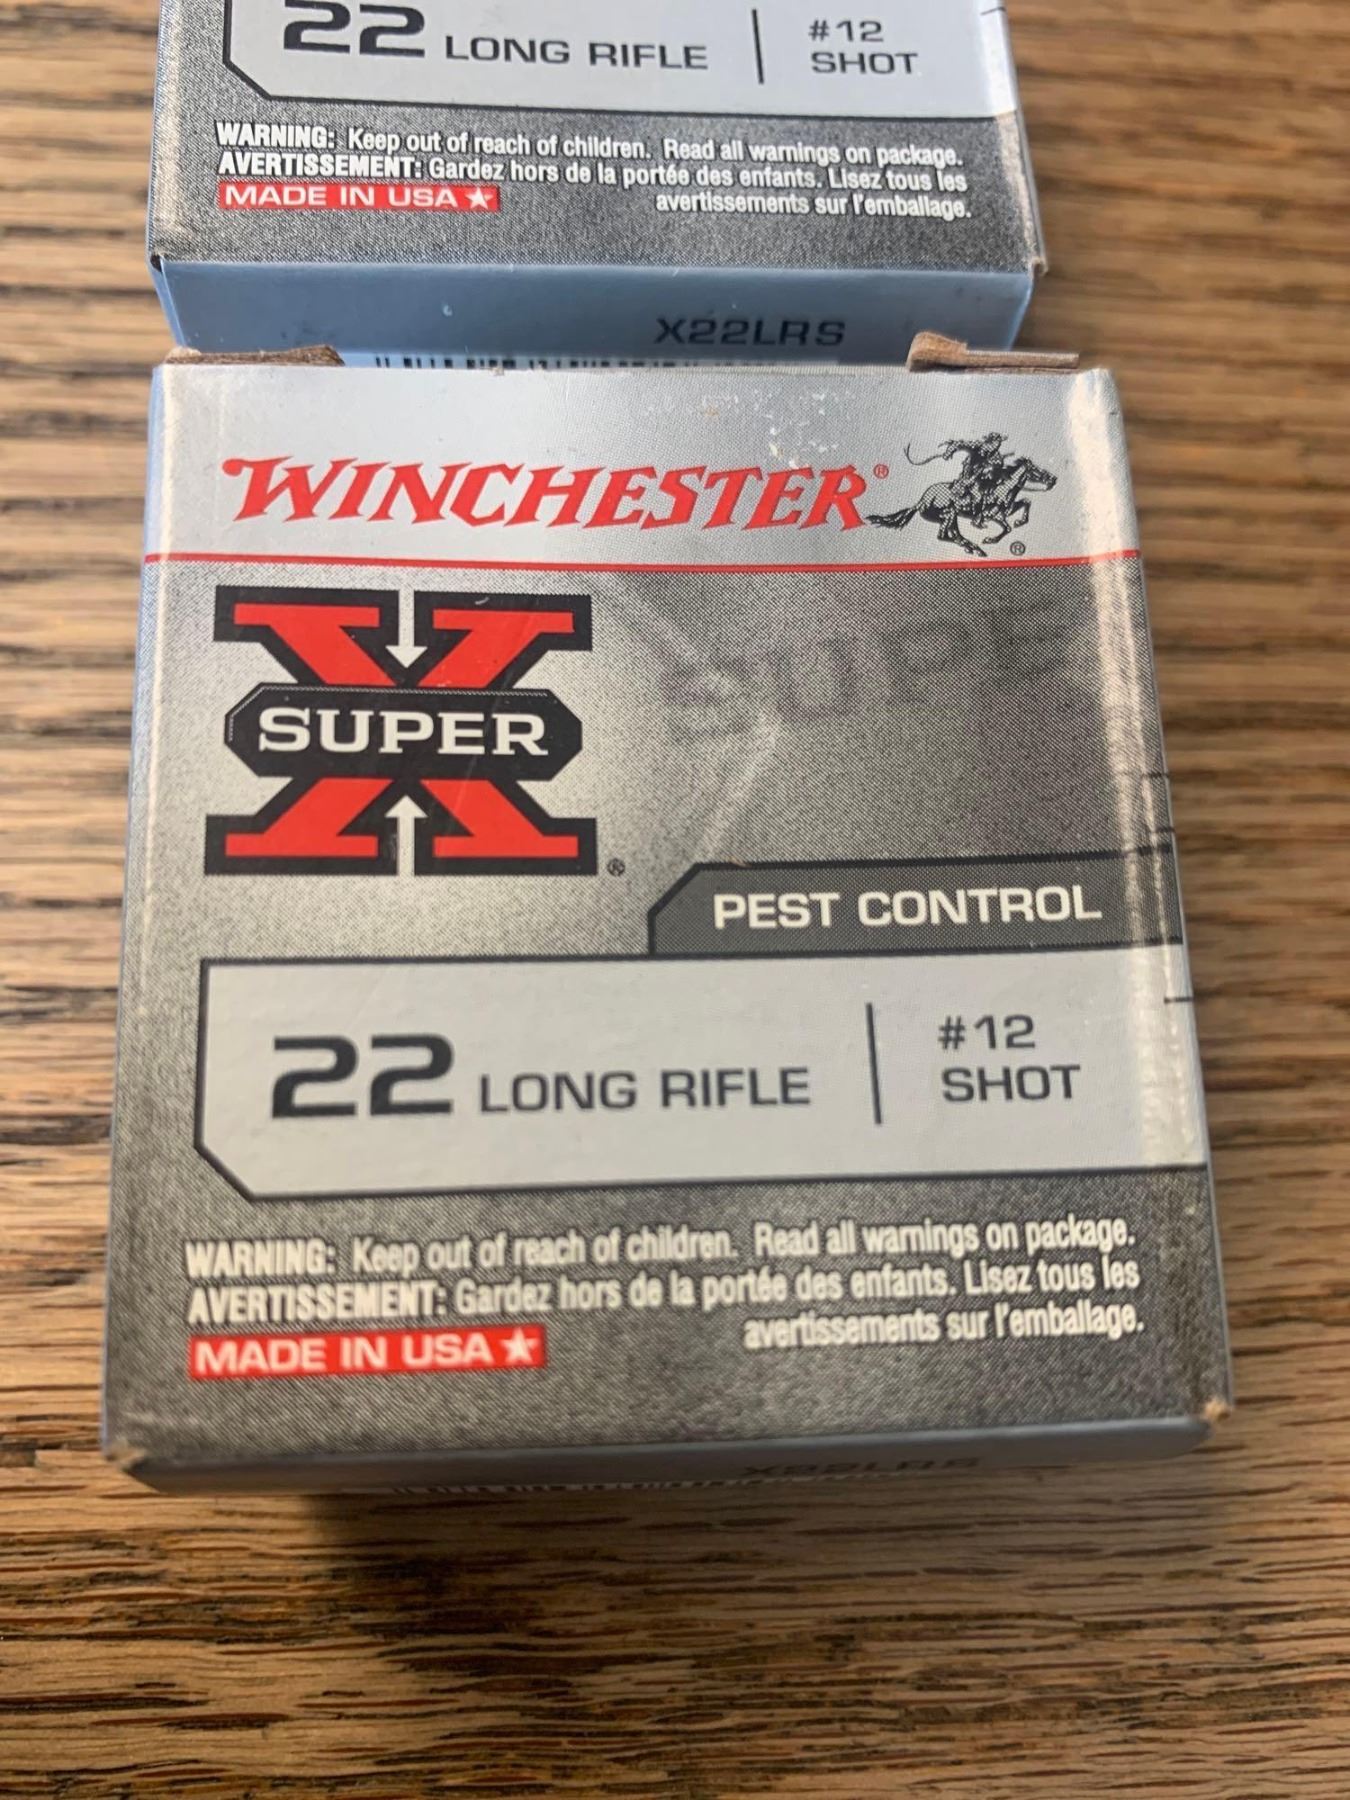 22 LONG RIFLE #12 SHOT
WARNING: Keep out of reach of children. Read all warnings on package.
AVERTISSEMENT: Gardez hors de la portée des enfants. Lisez tous les
MADE IN USA ★ avertissements sur l'emballage.
X22LRS
WINCHESTER®
®
SUPER X
®
SUPE
PEST CONTROL
22 LONG RIFLE #12 SHOT
WARNING: Keep out of reach of children. Read all warnings on package.
AVERTISSEMENT: Gardez hors de la portée des enfants. Lisez tous les
MADE IN USA ★ avertissements sur l'emballage.
X22LRS